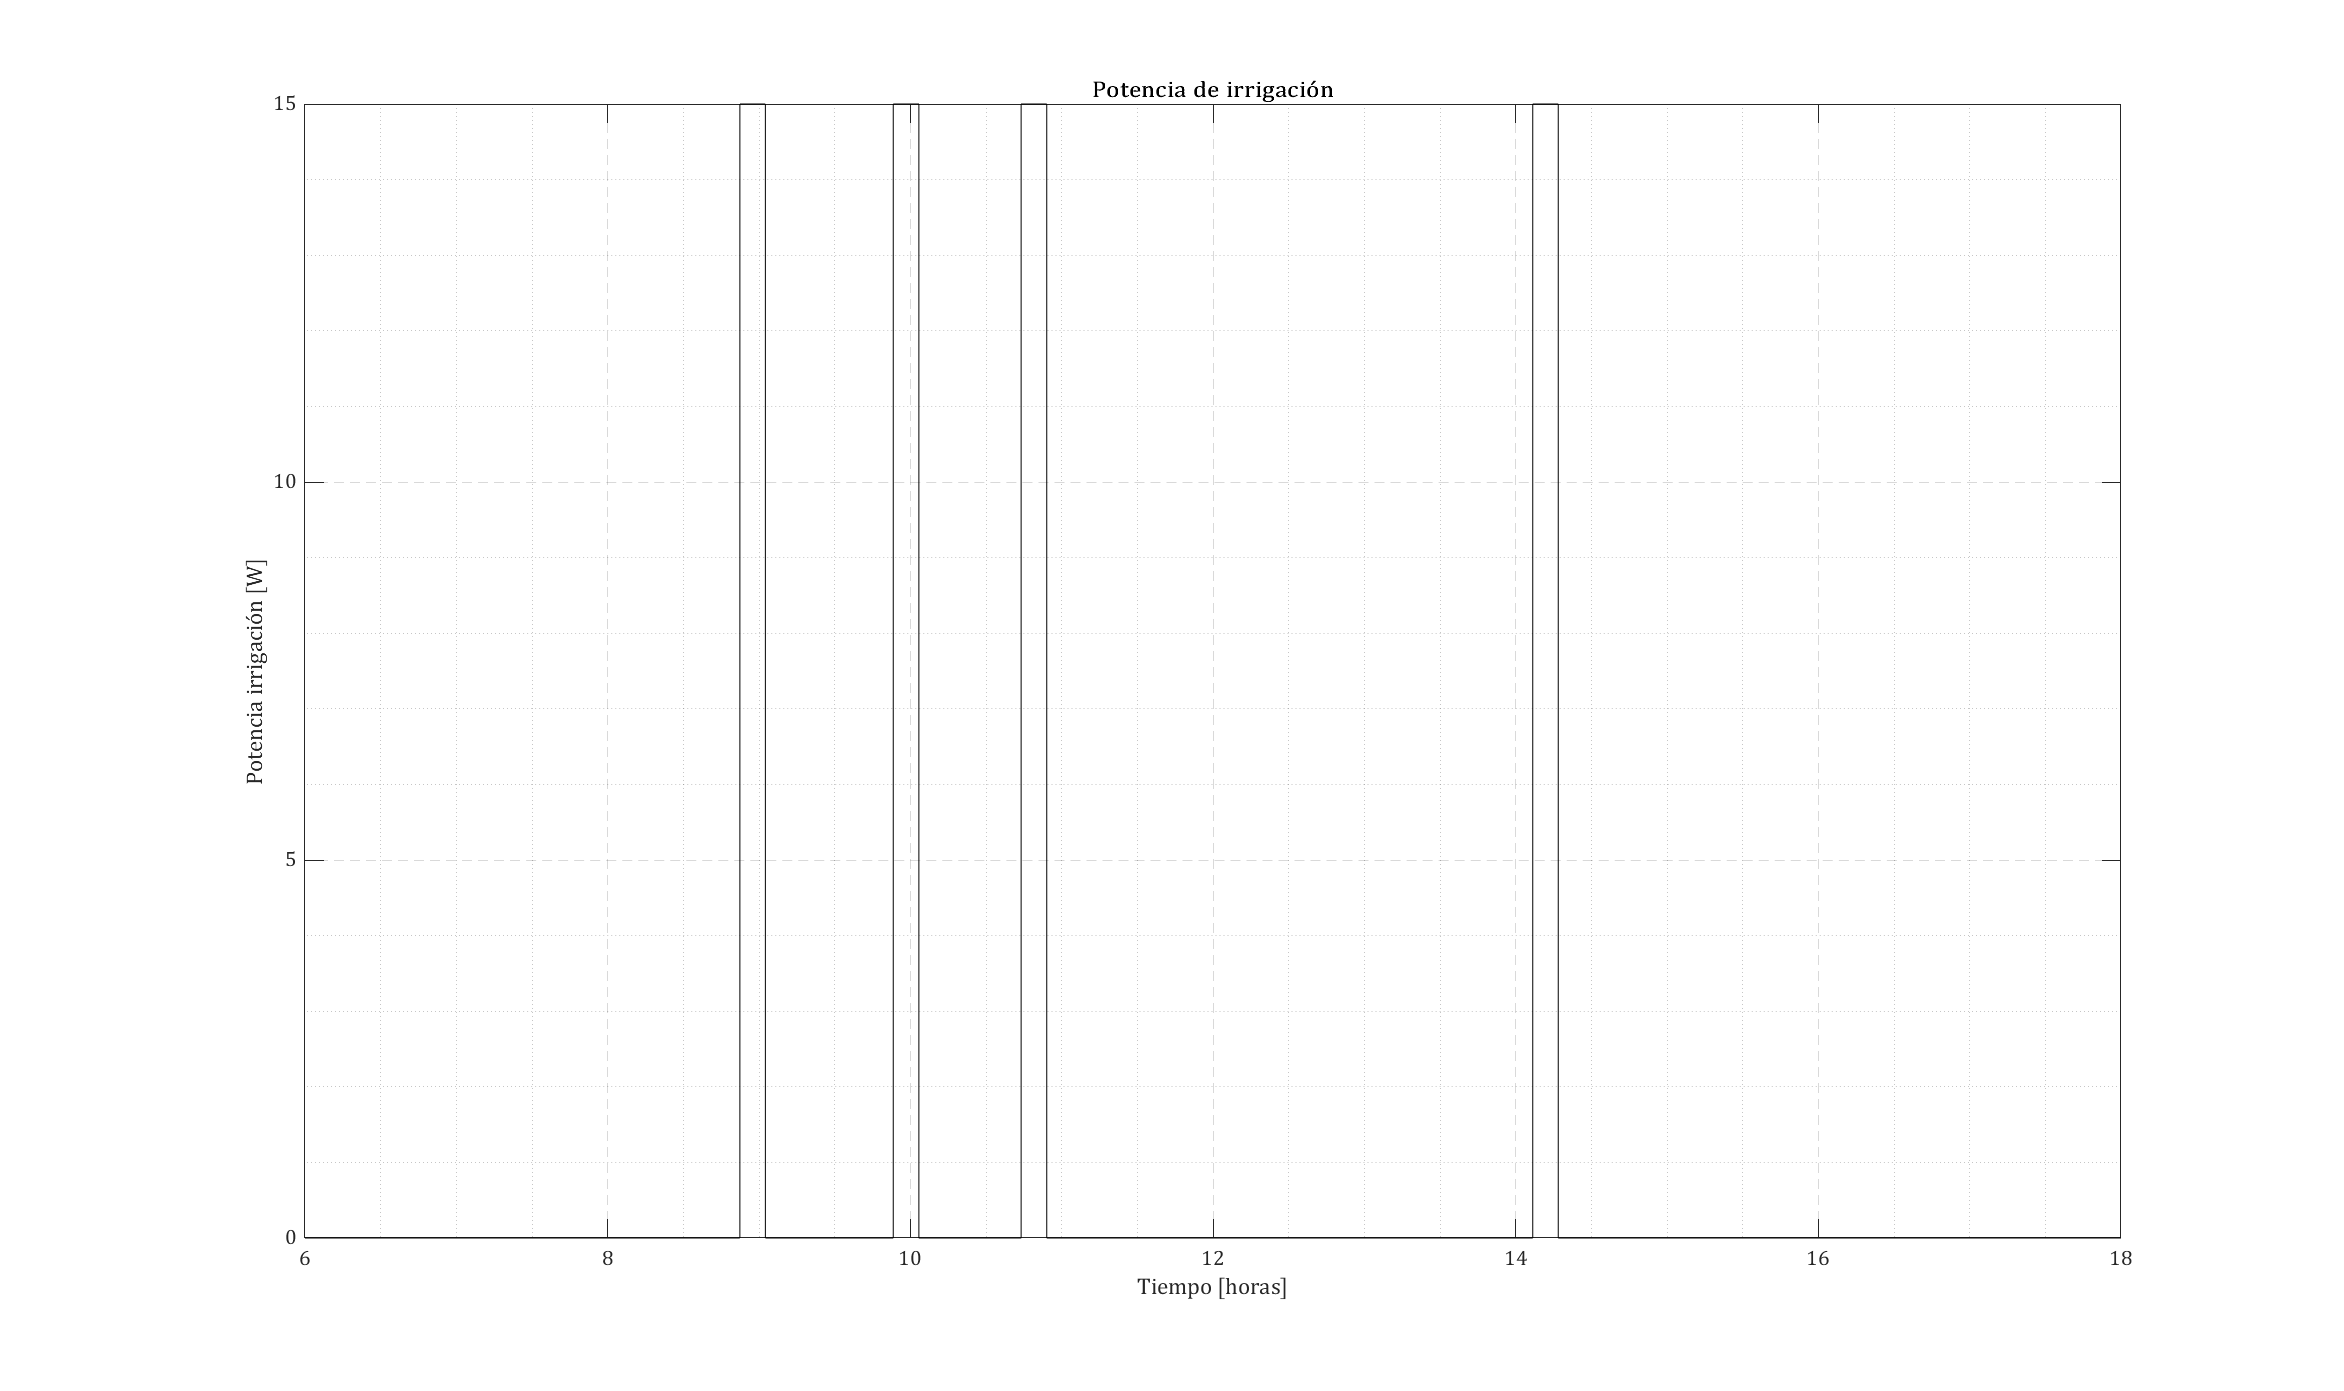 Potencia de irrigación
15
10
5
0
Potencia irrigación [W]
6 8 10 12 14 16 18
Tiempo [horas]